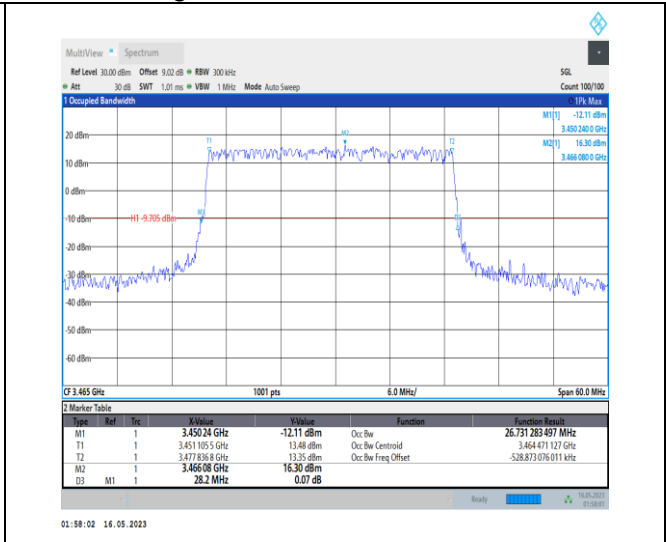 MultiView Spectrum
Ref Level 30.00 dBm Offset 9.02 dB RBW 300 kHz SGL
Att 30 dB SWT 1.01 ms VBW 1 MHz Mode Auto Sweep Count 100/100
1 Occupied Bandwidth 1Pk Max
M1[1] -12.11 dBm
3.450 240 0 GHz
M2[1] 16.30 dBm
3.466 080 0 GHz
20 dBm
T1 M2 T2
10 dBm
0 dBm
-10 dBm H1 -9.705 dBm M1 D3
-30 dBm
-40 dBm
-50 dBm
-60 dBm
CF 3.465 GHz 1001 pts 6.0 MHz/ Span 60.0 MHz
2 Marker Table
Type Ref Trc X-Value Y-Value Function Function Result
M1 1 3.45024 GHz -12.11 dBm Occ Bw 26.731 283 497 MHz
T1 1 3.451 105 5 GHz 13.48 dBm Occ Bw Centroid 3.464 471 127 GHz
T2 1 3.477 836 8 GHz 13.35 dBm Occ Bw Freq Offset -528.873 076 011 kHz
M2 1 3.46608 GHz 16.30 dBm
D3 M1 1 28.2 MHz 0.07 dB
Ready 16.05.2023
01:58:01
01:58:02 16.05.2023